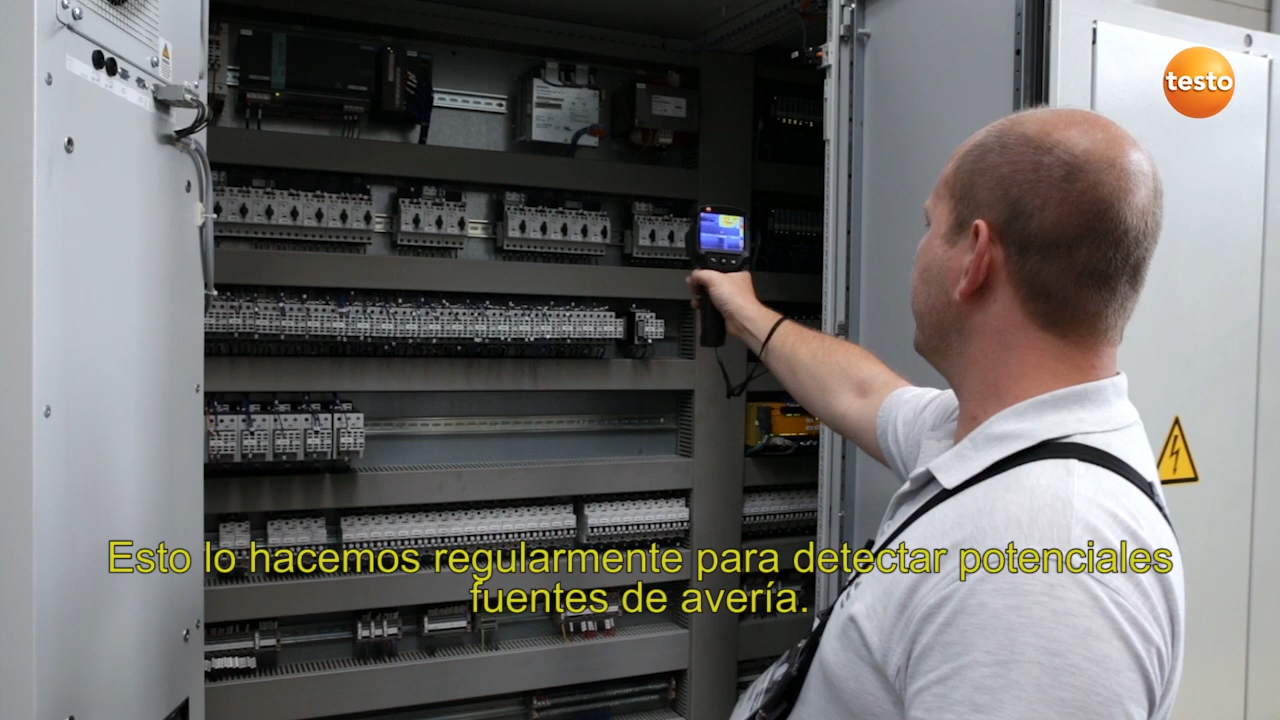 testo
Esto lo hacemos regularmente para detectar potenciales
fuentes de avería.